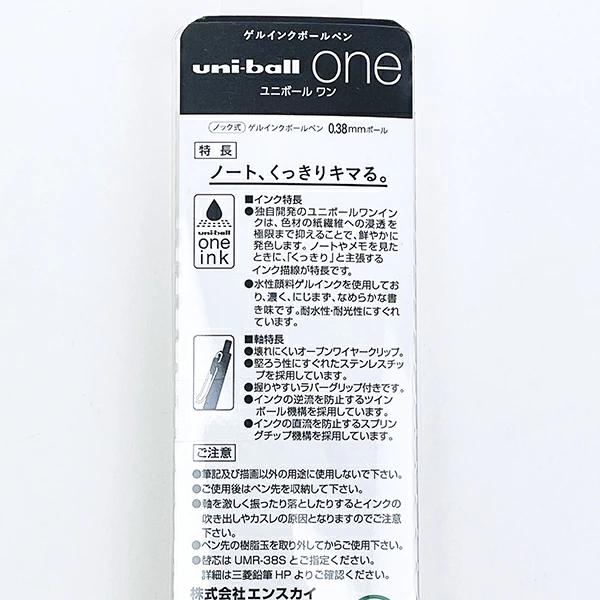 ゲルインクボールペン
uni-ball one
ユニボール ワン
ノック式 ゲルインクボールペン 0.38mmボール
特長
ノート、くっきりキマる。
■インク特長
●独自開発のユニボールワンイン
クは、色材の紙繊維への浸透を
極限まで抑えることで、鮮やかに
発色します。ノートやメモを見た
ときに、「くっきり」と主張する
インク描線が特長です。
●水性顔料ゲルインクを使用してお
り、濃く、にじまず、なめらかな書
き味です。耐水性・耐光性にすぐれ
ています。
uni-ball
one
ink
■軸特長
●壊れにくいオープンワイヤークリップ。
●堅ろう性にすぐれたステンレスチッ
プを採用しています。
●握りやすいラバーグリップ付きです。
●インクの逆流を防止するツイン
ボール機構を採用しています。
●インクの直流を防止するスプリン
グチップ機構を採用しています。
ご注意
●筆記及び描画以外の用途に使用しないで下さい。
●ご使用後はペン先を収納して下さい。
●軸を激しく振ったり落としたりするとインクの
吹き出しやカスレの原因となりますのでご注意
下さい。
●ペン先の樹脂玉を取り外してからご使用下さい。
●替芯は UMR-38S とご指定ください。
詳細は三菱鉛筆 HP よりご確認ください。
株式会社エンスカイ